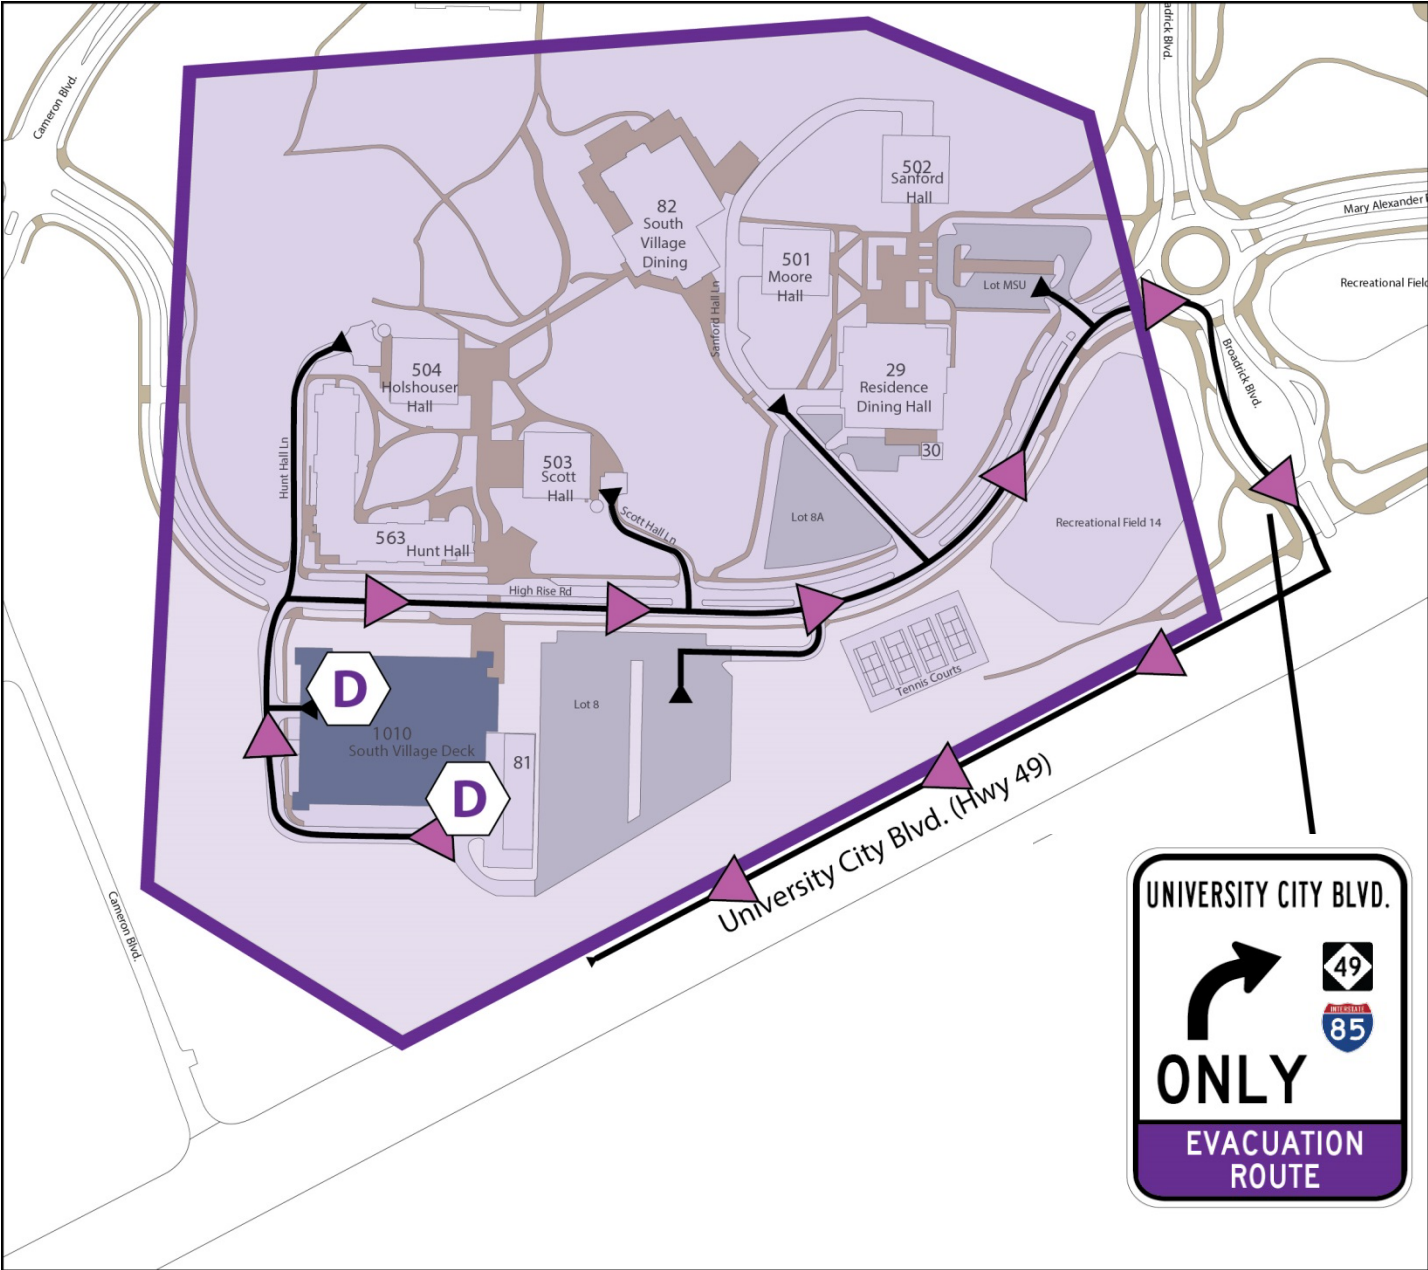 Cameron Blvd.
adrick Blvd.
502
Sanford
Hall
82
South
Village
Dining
501
Moore
Hall
Lot MSU
Mary Alexander
Recreational Field
Sanford Hall Ln
504
Holshouser
Hall
29
Residence
Dining Hall
30
Broadrick Blvd.
Hunt Hall Ln
503
Scott
Hall
Scott Hall Ln
Lot 8A
Recreational Field 14
563
Hunt Hall
High Rise Rd
D
1010
South Village Deck
Lot 8
Tennis Courts
81
D
University City Blvd. (Hwy 49)
Cameron Blvd.
UNIVERSITY CITY BLVD.
49
INTERSTATE
85
ONLY
EVACUATION
ROUTE